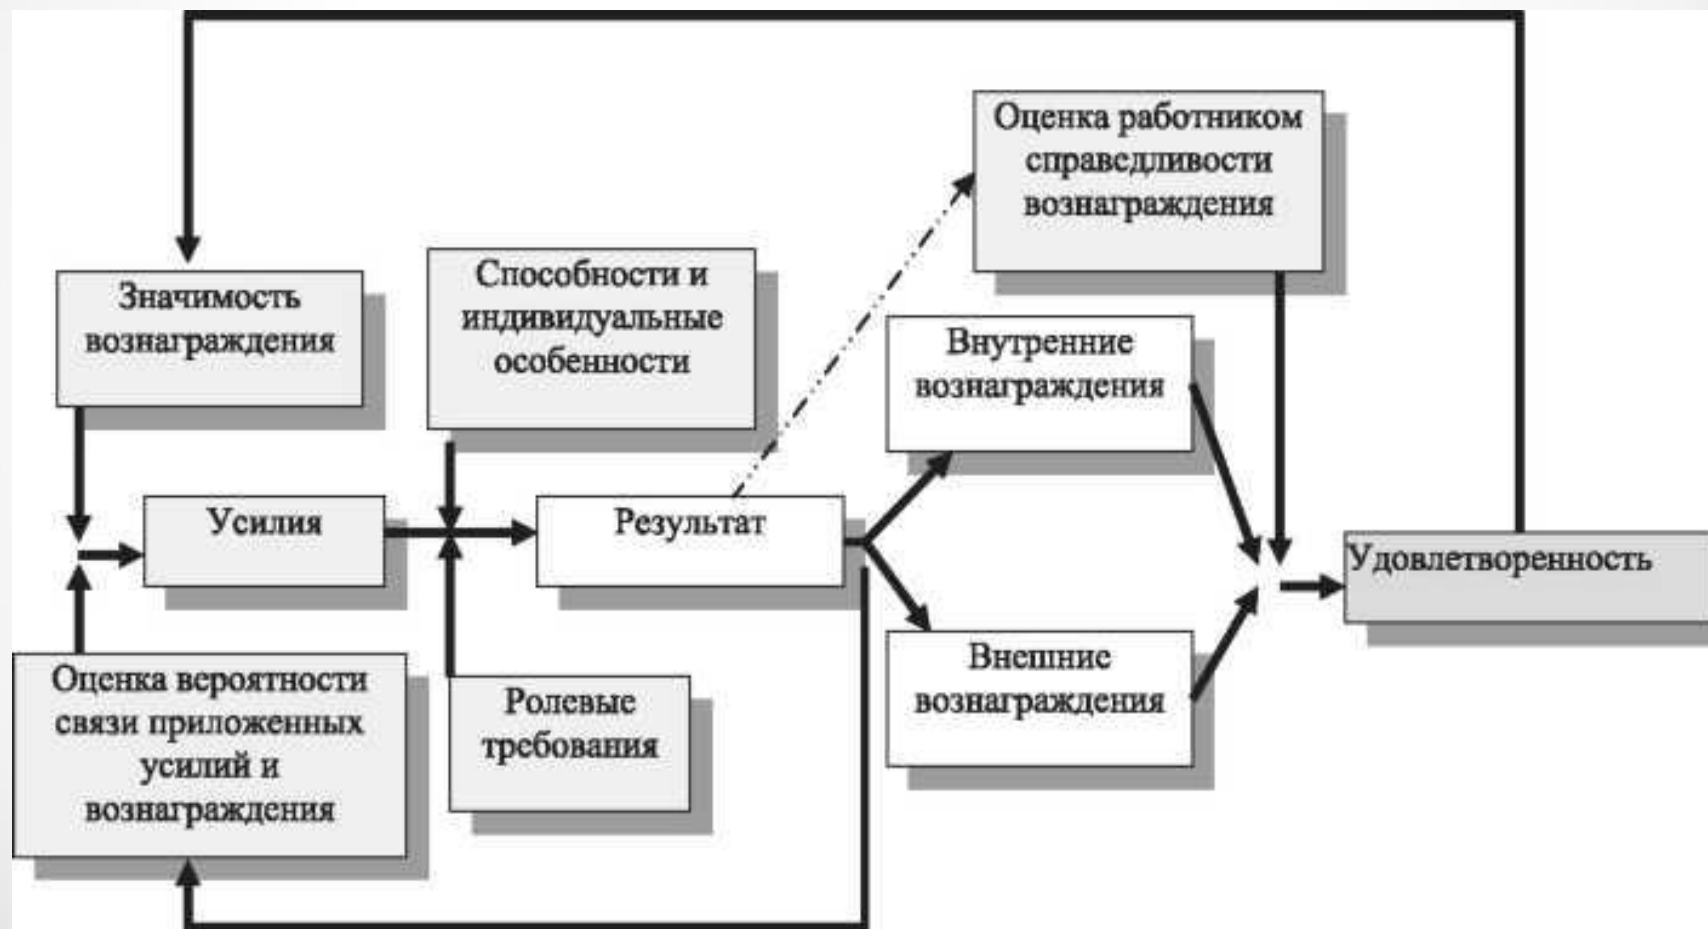 Оценка работником
справедливости
вознаграждения
Значимость
вознаграждения
Способности и
индивидуальные
особенности
Внутренние
вознаграждения
Усилия
Результат
Удовлетворенность
Оценка вероятности
связи приложенных
усилий и
вознаграждения
Ролевые
требования
Внешние
вознаграждения